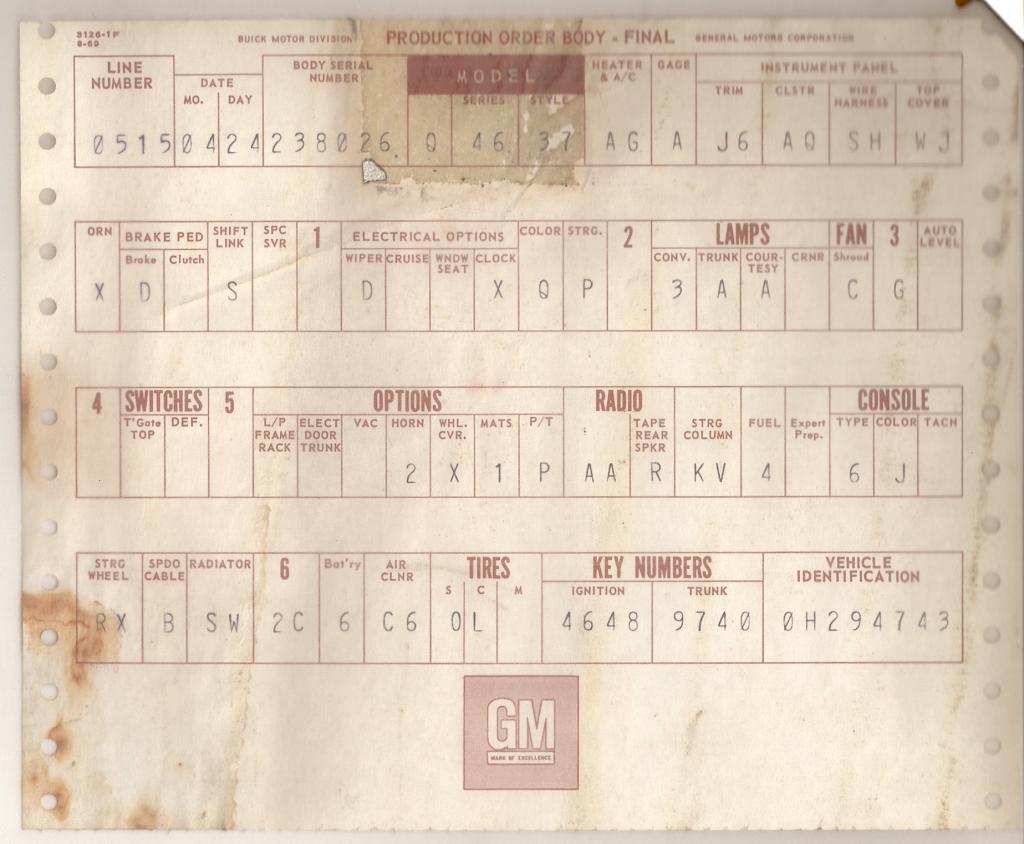 3126-1F
8-69
BUICK MOTOR DIVISION PRODUCTION ORDER BODY - FINAL GENERAL MOTORS CORPORATION
LINE NUMBER DATE MO. DAY BODY SERIAL NUMBER MODEL SERIES STYLE HEATER & A/C GAGE INSTRUMENT PANEL TRIM CLSTR WIRE HARNESS TOP COVER
0515 04 24 238026 Q 46 37 AG A J6 AQ SH WJ
ORN BRAKE PED Brake Clutch SHIFT LINK SPC SVR 1 ELECTRICAL OPTIONS WIPER CRUISE WNDW SEAT CLOCK COLOR STRG. 2 LAMPS CONV. TRUNK COURTESY CRNR FAN Shroud 3 AUTO LEVEL
X D S D X Q P 3 A A C G
4 SWITCHES T'Gate TOP DEF. 5 OPTIONS L/P FRAME RACK ELECT DOOR TRUNK VAC HORN WHL. CVR. MATS P/T RADIO TAPE REAR SPKR STRG COLUMN FUEL Expert Prep. CONSOLE TYPE COLOR TACH
2 X 1 P AA R KV 4 6 J
STRG WHEEL SPDO CABLE RADIATOR 6 Bat'ry AIR CLNR TIRES S C M KEY NUMBERS IGNITION TRUNK VEHICLE IDENTIFICATION
RX B SW 2C 6 C6 OL 4648 9740 0H294743
GM
MARK OF EXCELLENCE